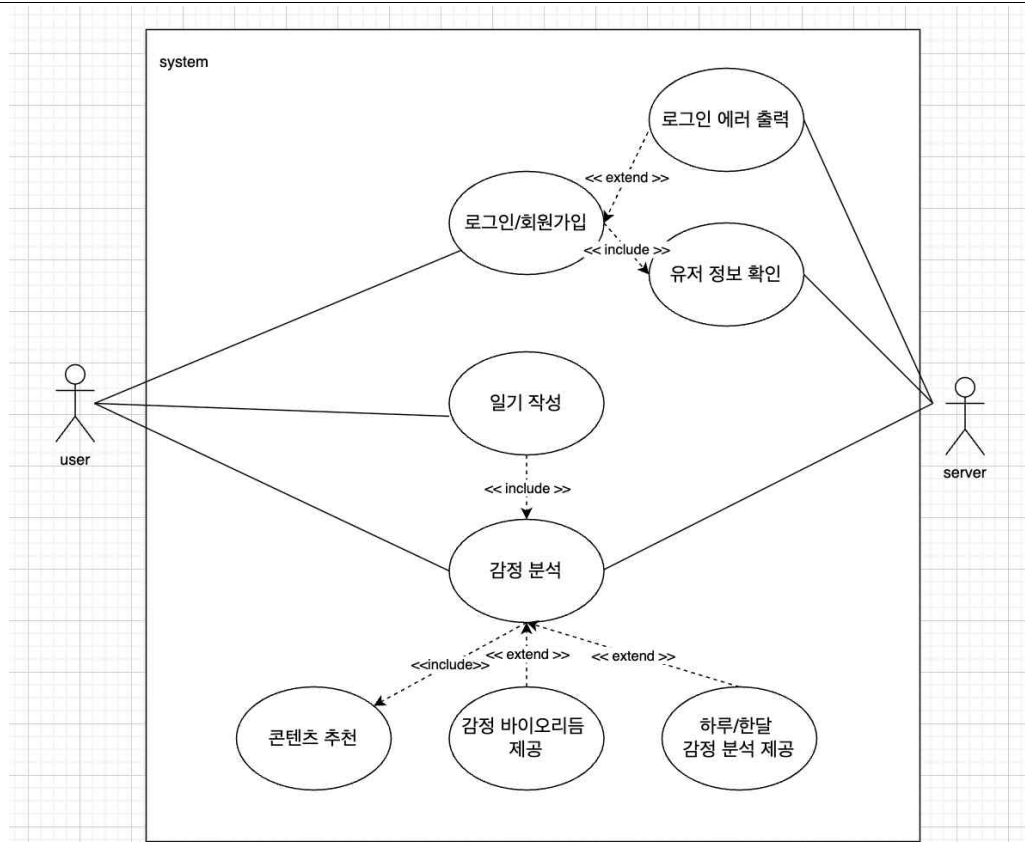 system
로그인 에러 출력
<< extend >>
로그인/회원가입
<< include >>
유저 정보 확인
일기 작성
user
server
<< include >>
감정 분석
<<include>>
<< extend >>
<< extend >>
콘텐츠 추천
감정 바이오리듬
제공
하루/한달
감정 분석 제공